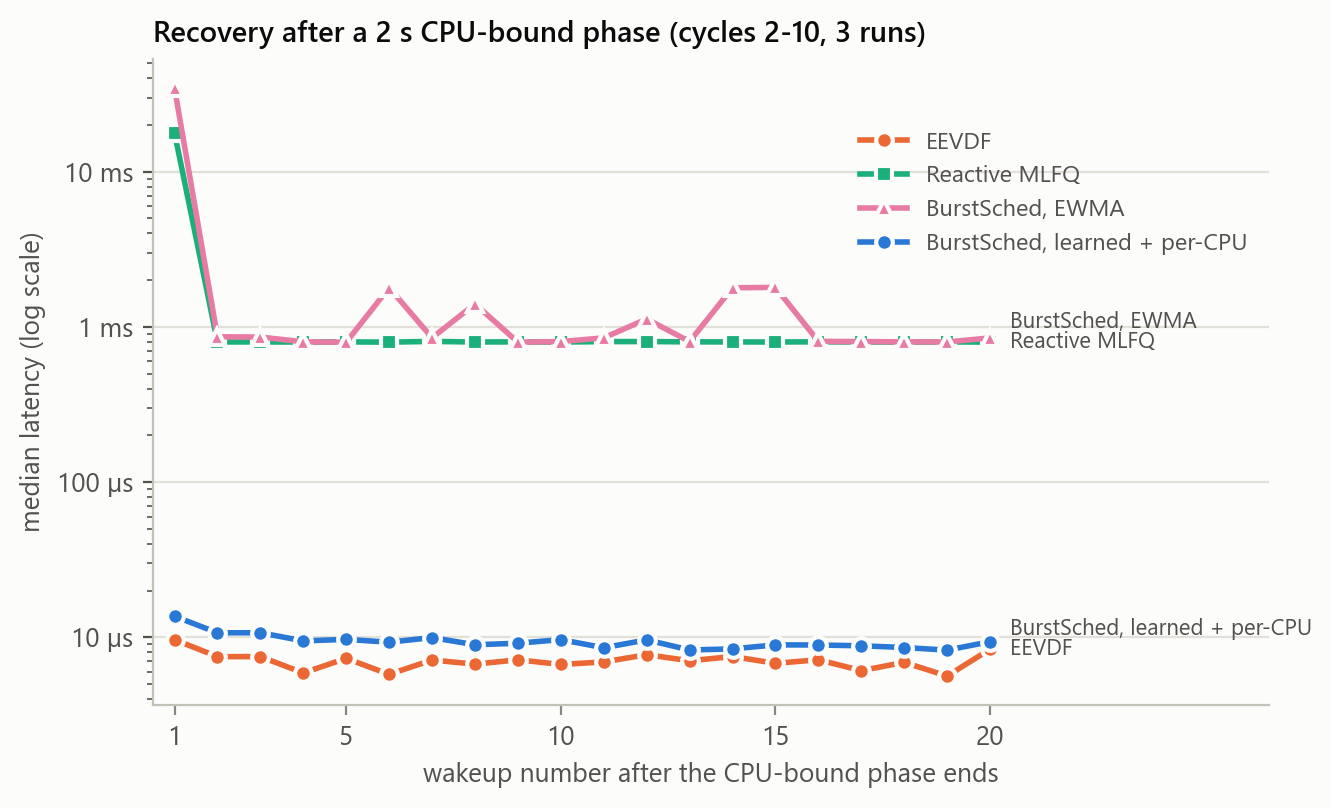 Recovery after a 2 s CPU-bound phase (cycles 2-10, 3 runs)
EEVDF
Reactive MLFQ
BurstSched, EWMA
BurstSched, learned + per-CPU
10 ms
1 ms
100 µs
10 µs
median latency (log scale)
BurstSched, EWMA
Reactive MLFQ
BurstSched, learned + per-CPU
EEVDF
1 5 10 15 20
wakeup number after the CPU-bound phase ends